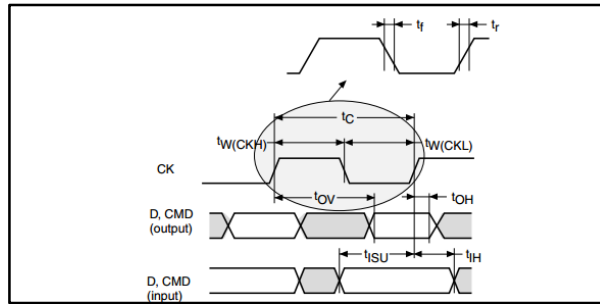 tf tr
tC
tW(CKH) tW(CKL)
CK
tOV tOH
D, CMD
(output)
tISU tIH
D, CMD
(input)